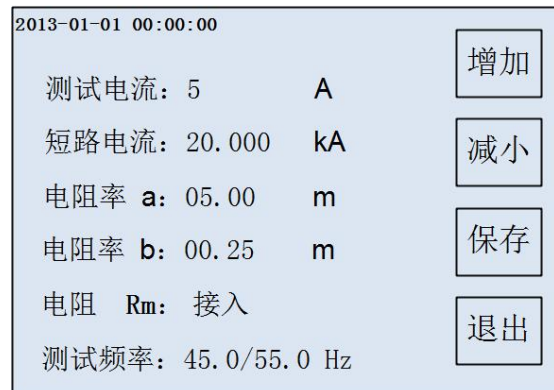 2013-01-01 00:00:00
测试电流：5 A
短路电流：20.000 kA
电阻率 a：05.00 m
电阻率 b：00.25 m
电阻 Rm：接入
测试频率：45.0/55.0 Hz
增加
减小
保存
退出